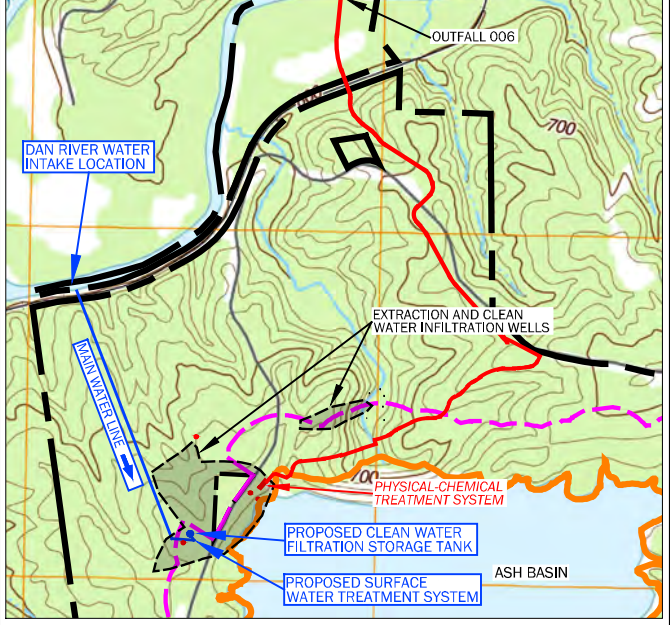 OUTFALL 006
700
DAN RIVER WATER
INTAKE LOCATION
EXTRACTION AND CLEAN
WATER INFILTRATION WELLS
MAIN WATER LINE
700
PHYSICAL-CHEMICAL
TREATMENT SYSTEM
PROPOSED CLEAN WATER
FILTRATION STORAGE TANK
ASH BASIN
PROPOSED SURFACE
WATER TREATMENT SYSTEM